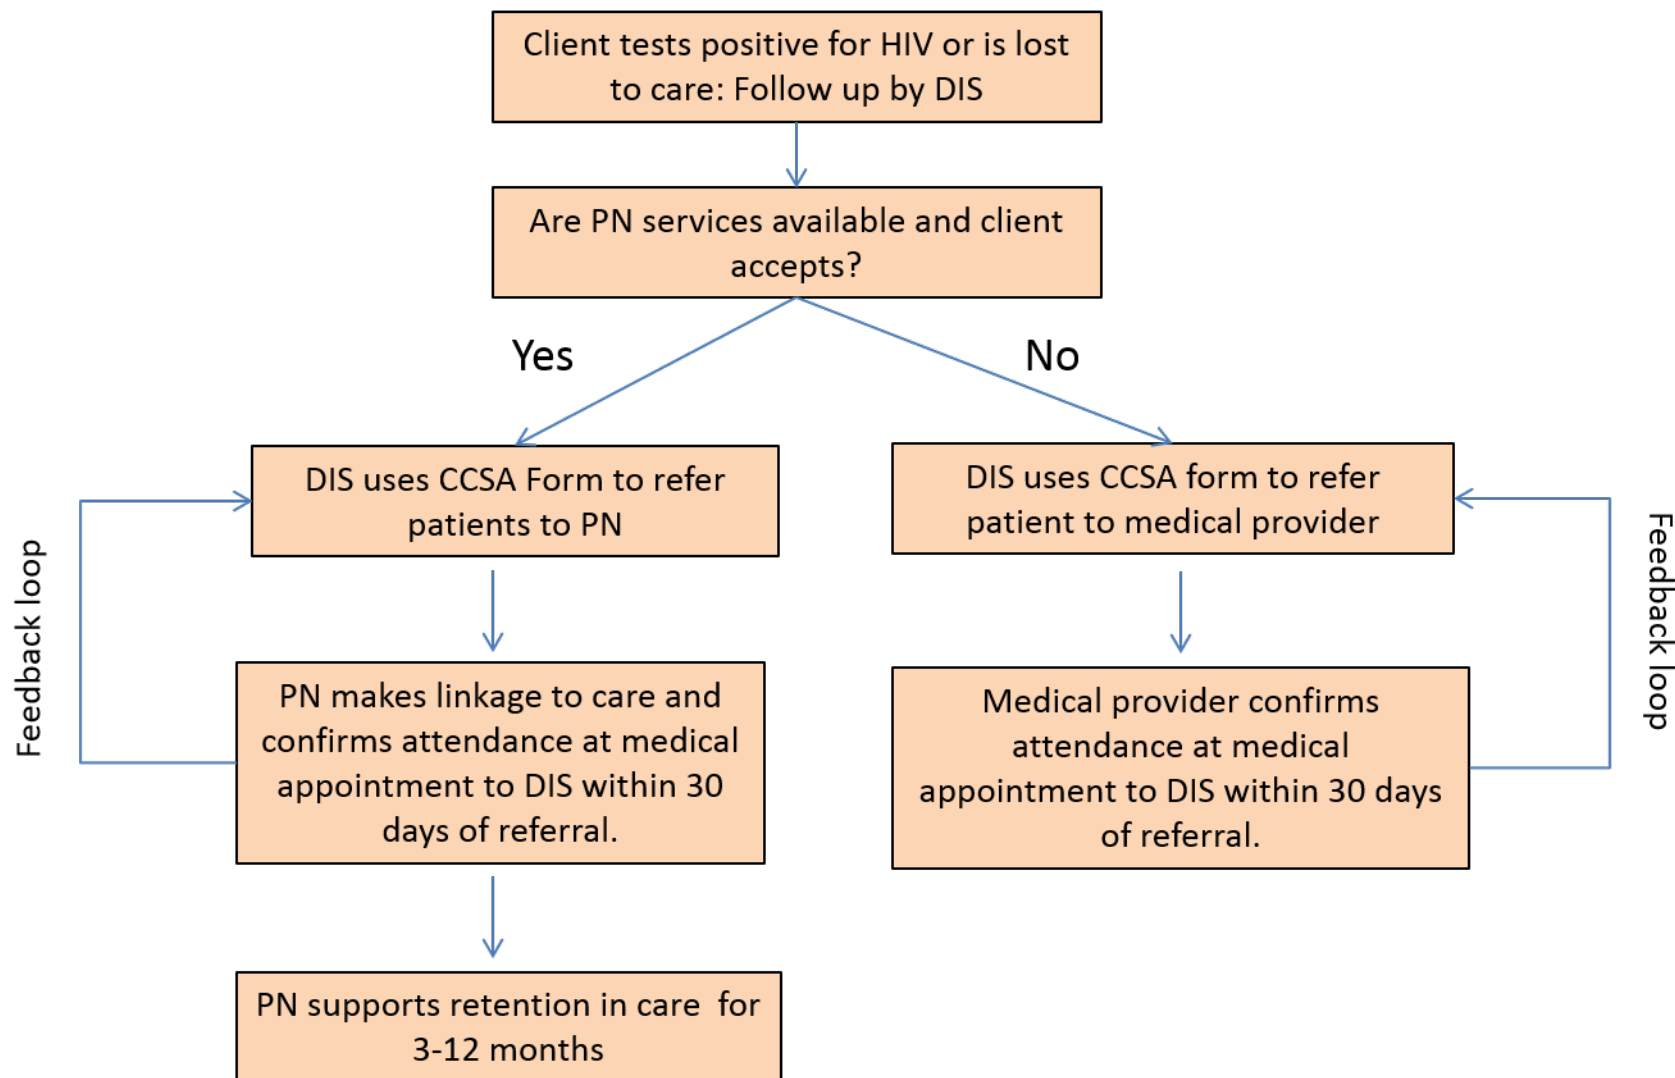 Client tests positive for HIV or is lost
to care: Follow up by DIS
Are PN services available and client
accepts?
Yes
No
DIS uses CCSA Form to refer
patients to PN
DIS uses CCSA form to refer
patient to medical provider
Feedback loop
Feedback loop
PN makes linkage to care and
confirms attendance at medical
appointment to DIS within 30
days of referral.
Medical provider confirms
attendance at medical
appointment to DIS within 30 days
of referral.
PN supports retention in care for
3-12 months